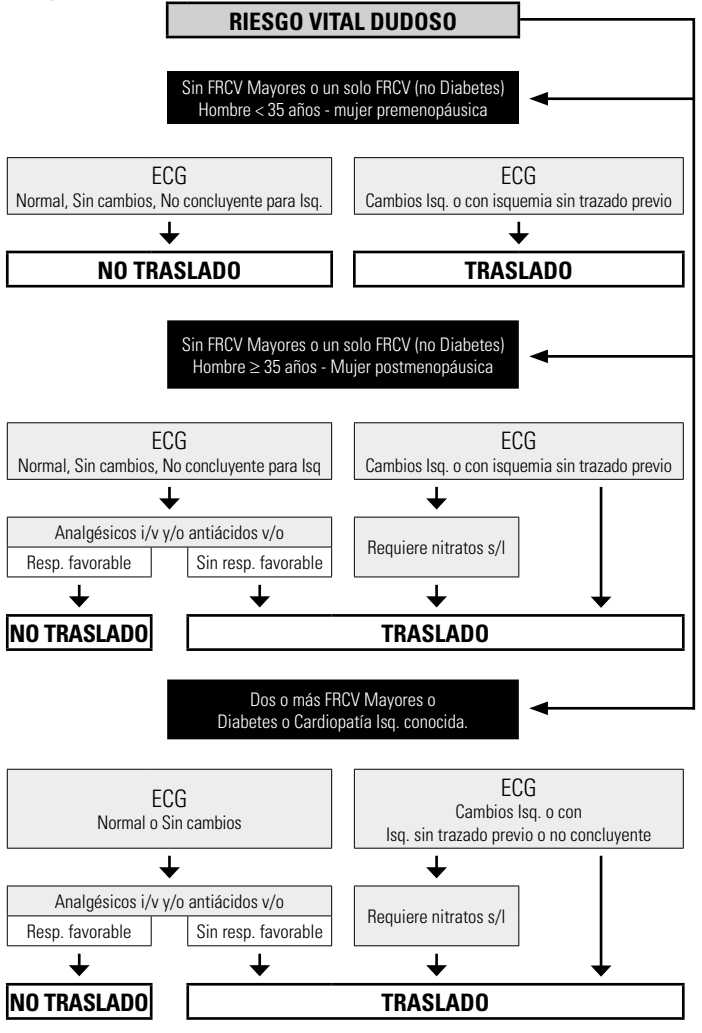 RIESGO VITAL DUDOSO
Sin FRCV Mayores o un solo FRCV (no Diabetes)
Hombre < 35 años - mujer premenopáusica
ECG
Normal, Sin cambios, No concluyente para Isq.
ECG
Cambios Isq. o con isquemia sin trazado previo
NO TRASLADO
TRASLADO
Sin FRCV Mayores o un solo FRCV (no Diabetes)
Hombre ≥ 35 años - Mujer postmenopáusica
ECG
Normal, Sin cambios, No concluyente para Isq
ECG
Cambios Isq. o con isquemia sin trazado previo
Analgésicos i/v y/o antiácidos v/o
Resp. favorable
Sin resp. favorable
Requiere nitratos s/l
NO TRASLADO
TRASLADO
Dos o más FRCV Mayores o
Diabetes o Cardiopatía Isq. conocida.
ECG
Normal o Sin cambios
ECG
Cambios Isq. o con
Isq. sin trazado previo o no concluyente
Analgésicos i/v y/o antiácidos v/o
Resp. favorable
Sin resp. favorable
Requiere nitratos s/l
NO TRASLADO
TRASLADO